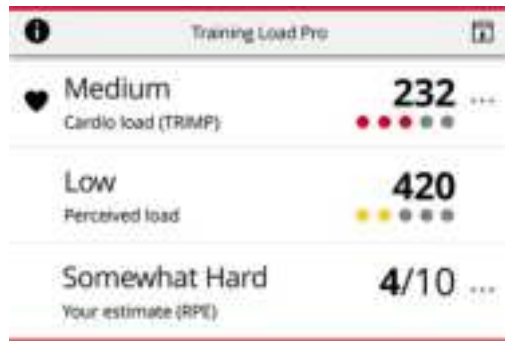 Training Load Pro
Medium
232
Cardio load (TRIMP)
Low
420
Perceived load
Somewhat Hard
4/10
Your estimate (RPE)